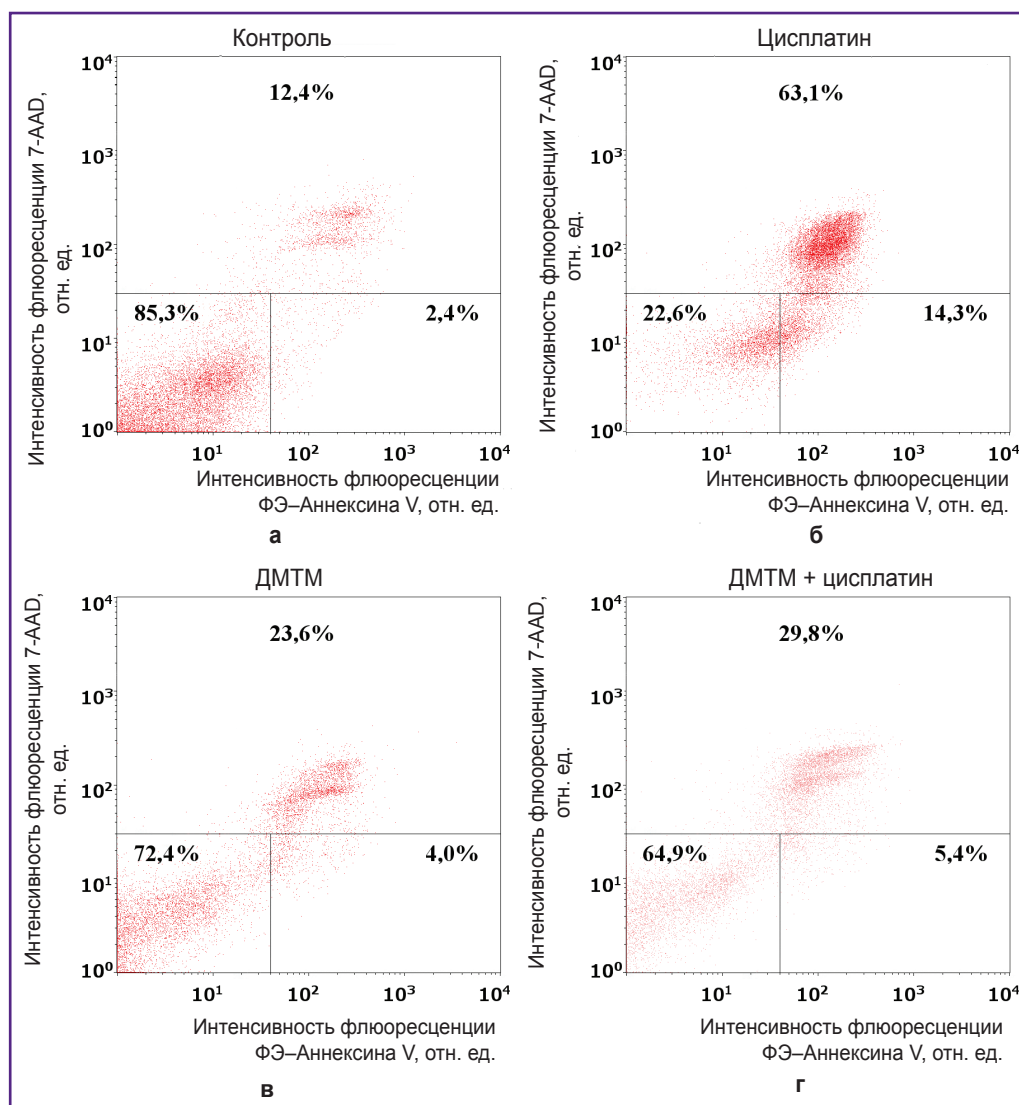 Контроль
Интенсивность флюоресценции 7-AAD,
отн. ед.
10⁴
10³
10²
10¹
10⁰
12,4%
85,3%
2,4%
10¹ 10² 10³ 10⁴
Интенсивность флюоресценции
ФЭ–Аннексина V, отн. ед.
а
Цисплатин
Интенсивность флюоресценции 7-AAD,
отн. ед.
10⁴
10³
10²
10¹
10⁰
63,1%
22,6%
14,3%
10¹ 10² 10³ 10⁴
Интенсивность флюоресценции
ФЭ–Аннексина V, отн. ед.
б
ДМТМ
Интенсивность флюоресценции 7-AAD,
отн. ед.
10⁴
10³
10²
10¹
10⁰
23,6%
72,4%
4,0%
10¹ 10² 10³ 10⁴
Интенсивность флюоресценции
ФЭ–Аннексина V, отн. ед.
в
ДМТМ + цисплатин
Интенсивность флюоресценции 7-AAD,
отн. ед.
10⁴
10³
10²
10¹
10⁰
29,8%
64,9%
5,4%
10¹ 10² 10³ 10⁴
Интенсивность флюоресценции
ФЭ–Аннексина V, отн. ед.
г